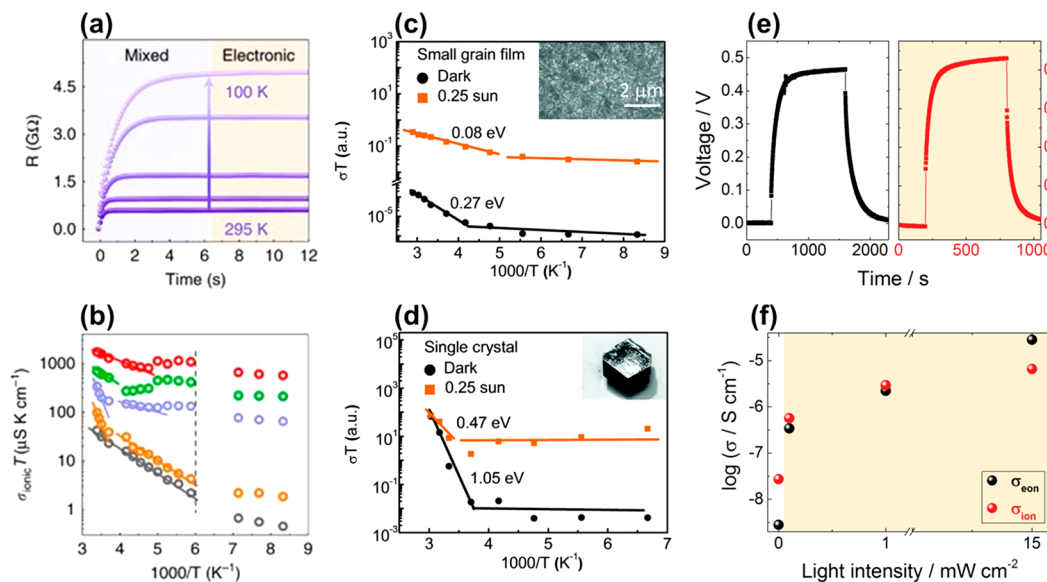 (a)
Mixed
Electronic
4.5
3.0
1.5
0.0
R (GΩ)
100 K
295 K
0 2 4 6 8 10 12
Time (s)
(c)
10³
10¹
10⁻¹
10⁻⁵
σT (a.u.)
Small grain film
Dark
0.25 sun
2 μm
0.08 eV
0.27 eV
3 4 5 6 7 8 9
1000/T (K⁻¹)
(e)
0.5
0.4
0.3
0.2
0.1
0.0
Voltage / V
0 1000 2000
0 500 1000
Time / s
(b)
1000
100
10
1
σionic T (μS K cm⁻¹)
3 4 5 6 7 8 9
1000/T (K⁻¹)
(d)
10⁵
10³
10¹
10⁻¹
10⁻³
σT (a.u.)
Single crystal
Dark
0.25 sun
0.47 eV
1.05 eV
3 4 5 6 7
1000/T (K⁻¹)
(f)
-5
-6
-7
-8
log (σ / S cm⁻¹)
σeon
σion
0 1 15
Light intensity / mW cm⁻²